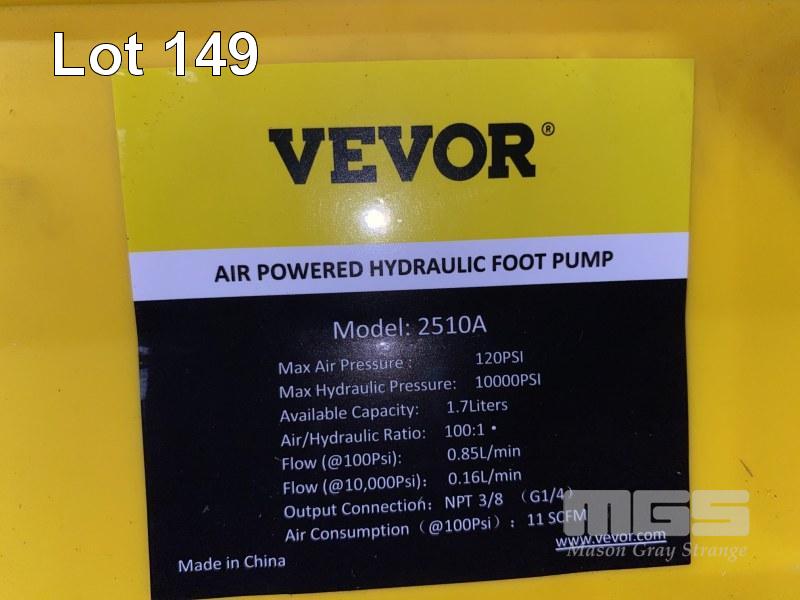 Lot 149
VEVOR®
AIR POWERED HYDRAULIC FOOT PUMP
Model: 2510A
Max Air Pressure : 120PSI
Max Hydraulic Pressure: 10000PSI
Available Capacity: 1.7Liters
Air/Hydraulic Ratio: 100:1
Flow (@100Psi): 0.85L/min
Flow (@10,000Psi): 0.16L/min
Output Connection: NPT 3/8 (G1/4)
Air Consumption (@100Psi) : 11 SCFM
MGS
www.vevor.com
Mason Gray Strange
Made in China